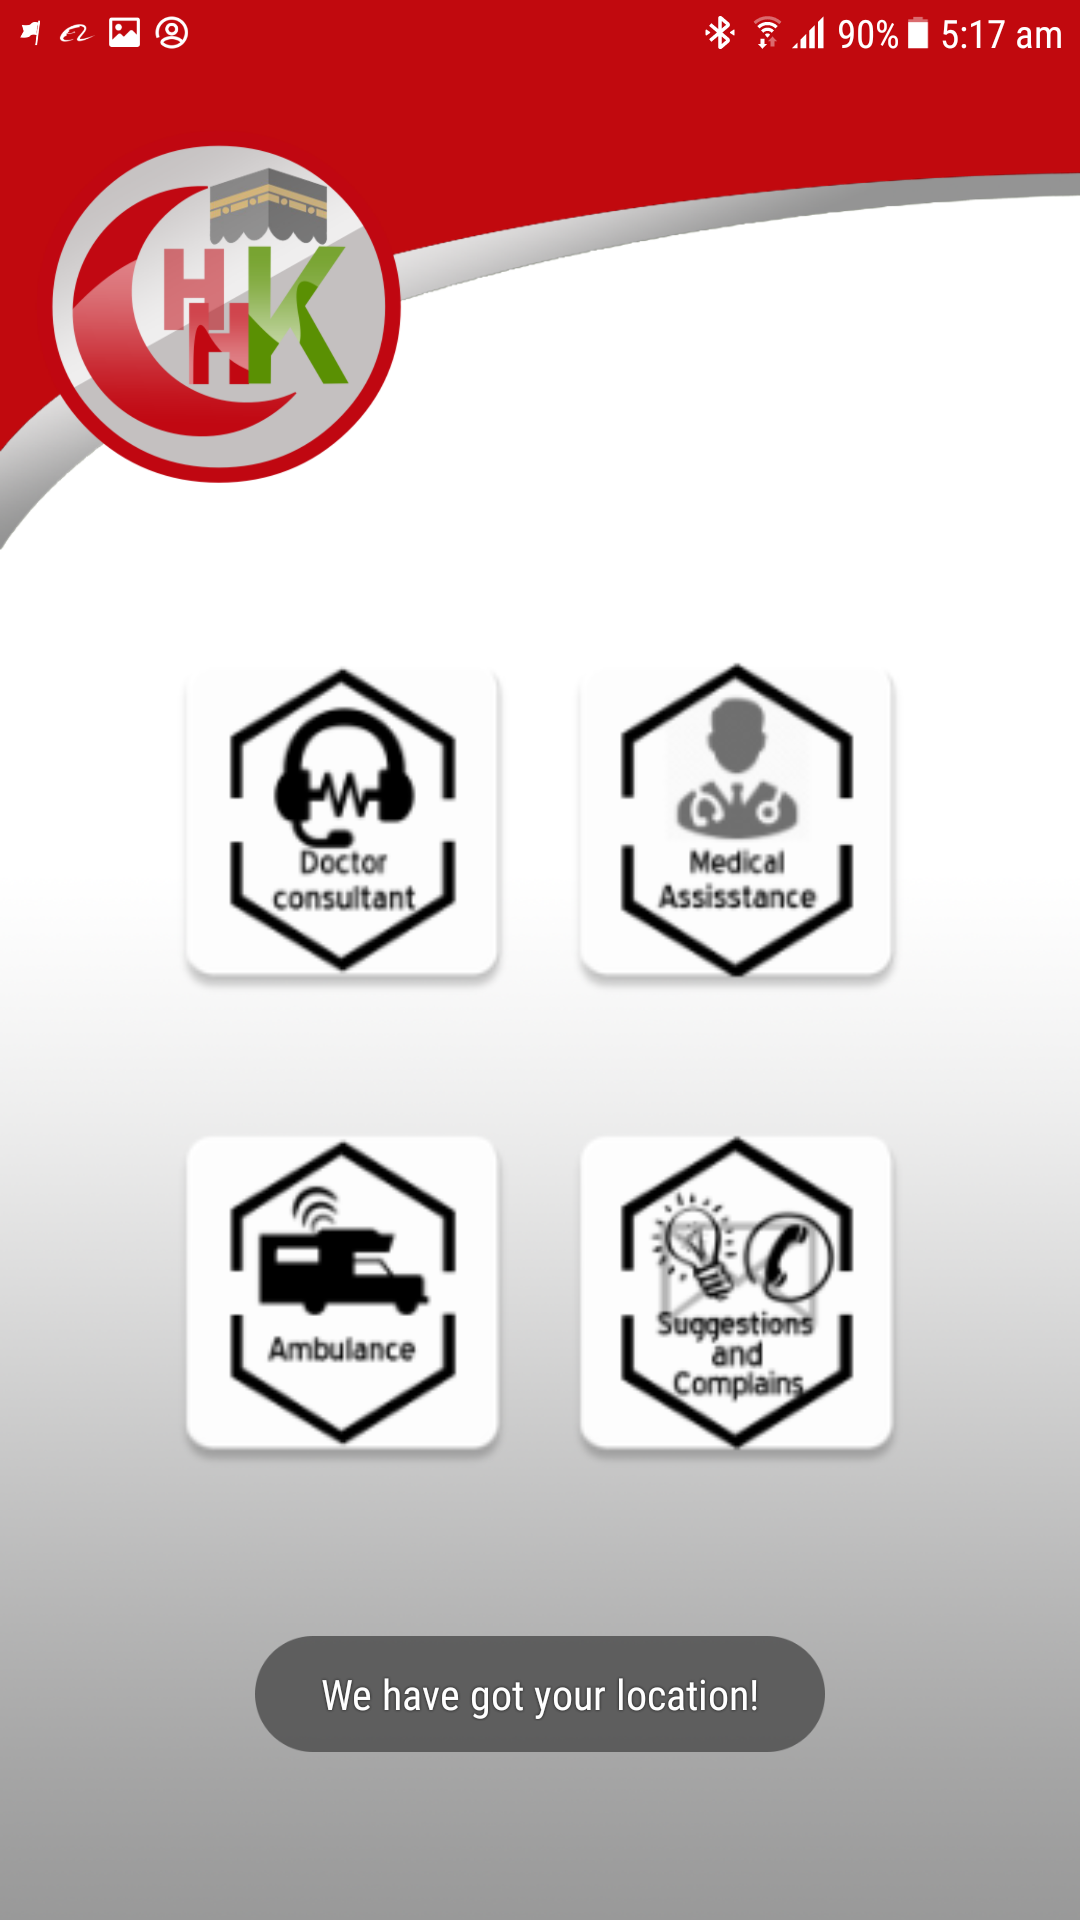 90% 5:17 am
HHK
Doctor
consultant
Medical
Assisstance
Ambulance
Suggestions
and
Complains
We have got your location!